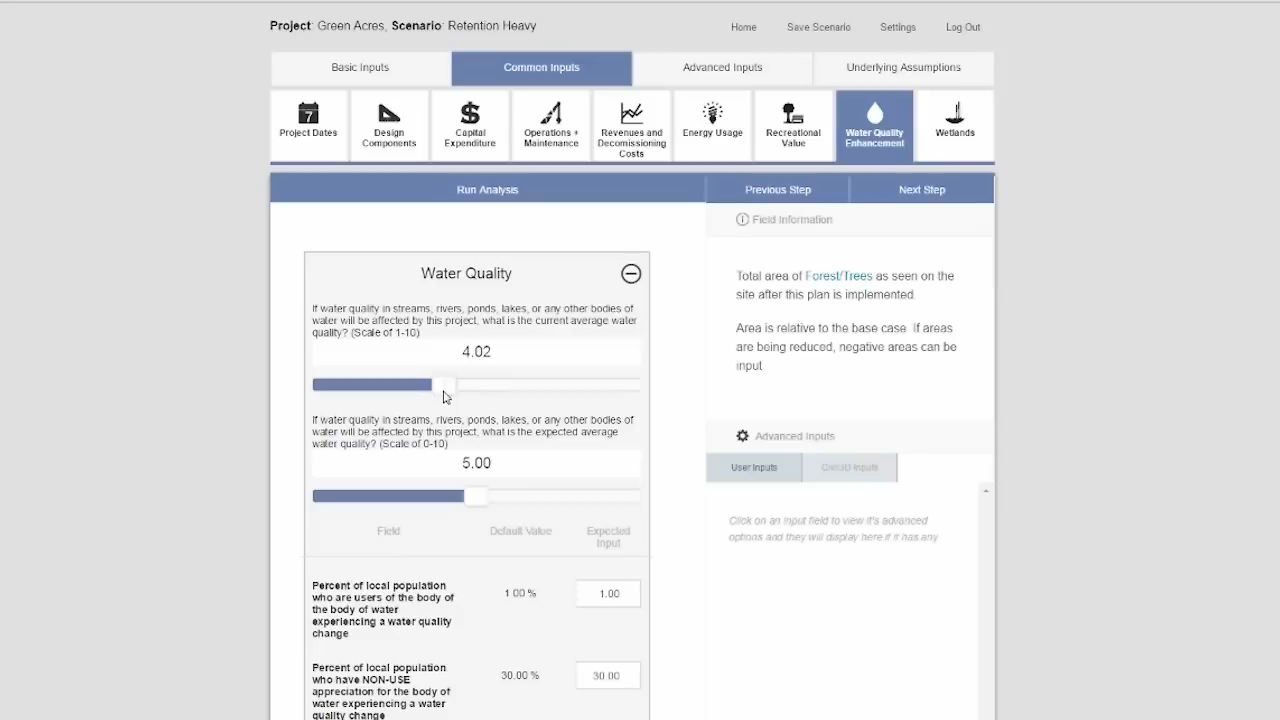 Project: Green Acres, Scenario: Retention Heavy
Home
Save Scenario
Settings
Log Out
Basic Inputs
Common Inputs
Advanced Inputs
Underlying Assumptions
7
Project Dates
Design
Components
Capital
Expenditure
Operations +
Maintenance
Revenues and
Decomissioning
Costs
Energy Usage
Recreational
Value
Water Quality
Enhancement
Wetlands
Run Analysis
Previous Step
Next Step
Water Quality
If water quality in streams, rivers, ponds, lakes, or any other bodies of
water will be affected by this project, what is the current average water
quality? (Scale of 1-10)
4.02
If water quality in streams, rivers, ponds, lakes, or any other bodies of
water will be affected by this project, what is the expected average
water quality? (Scale of 0-10)
5.00
Field
Default Value
Expected
Input
Percent of local population
who are users of the body of
the body of water
experiencing a water quality
change
1.00 %
1.00
Percent of local population
who have NON-USE
appreciation for the body of
water experiencing a water
quality change
30.00 %
30.00
Field Information
Total area of Forest/Trees as seen on the
site after this plan is implemented.
Area is relative to the base case. If areas
are being reduced, negative areas can be
input
Advanced Inputs
User Inputs
Civil3D Inputs
Click on an input field to view it's advanced
options and they will display here if it has any